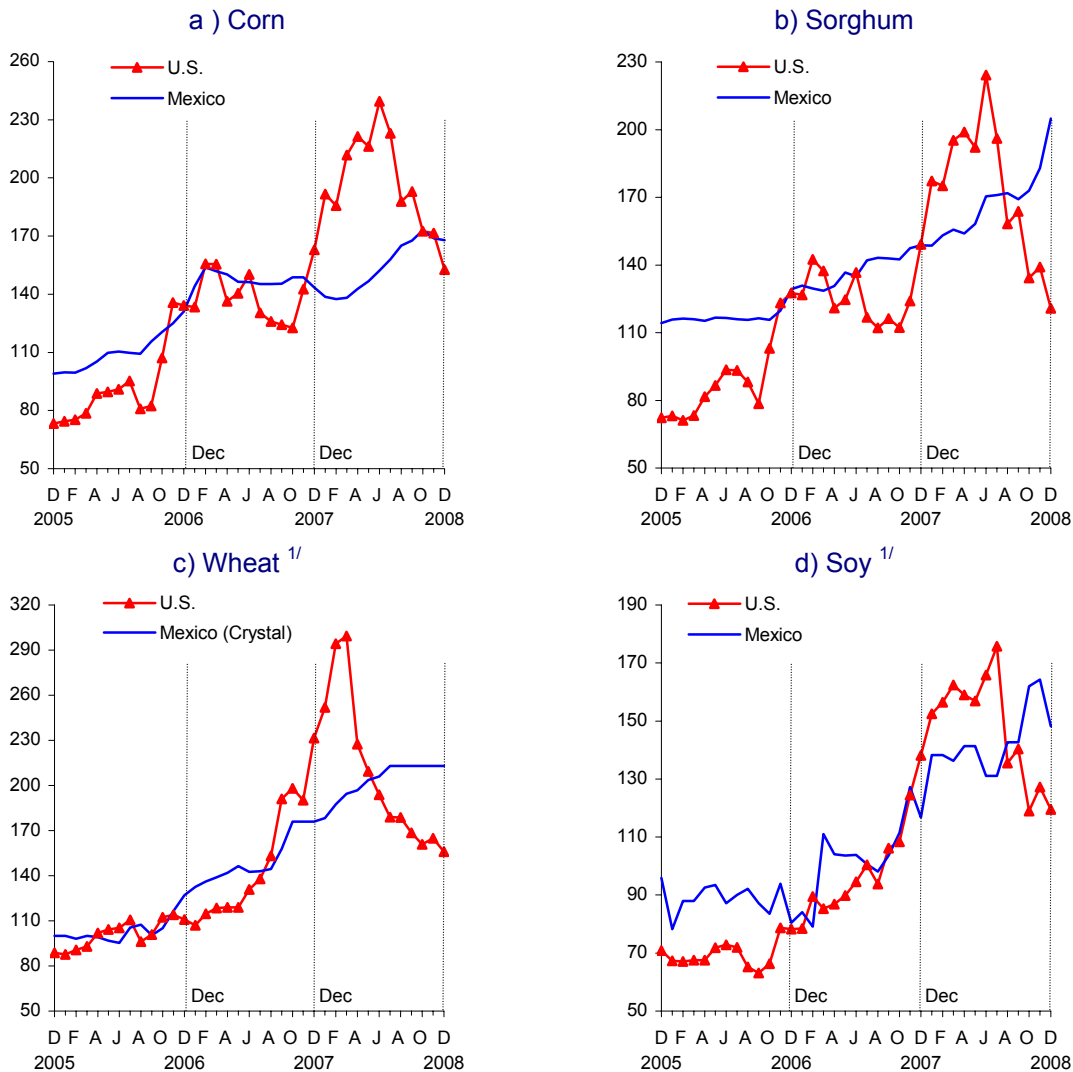 a ) Corn
260
230
200
170
140
110
80
50
U.S.
Mexico
Dec
Dec
D F A J A O D F A J A O D F A J A O D
2005 2006 2007 2008
b) Sorghum
230
200
170
140
110
80
50
U.S.
Mexico
Dec
Dec
D F A J A O D F A J A O D F A J A O D
2005 2006 2007 2008
c) Wheat 1/
320
290
260
230
200
170
140
110
80
50
U.S.
Mexico (Crystal)
Dec
Dec
D F A J A O D F A J A O D F A J A O D
2005 2006 2007 2008
d) Soy 1/
190
170
150
130
110
90
70
50
U.S.
Mexico
Dec
Dec
D F A J A O D F A J A O D F A J A O D
2005 2006 2007 2008